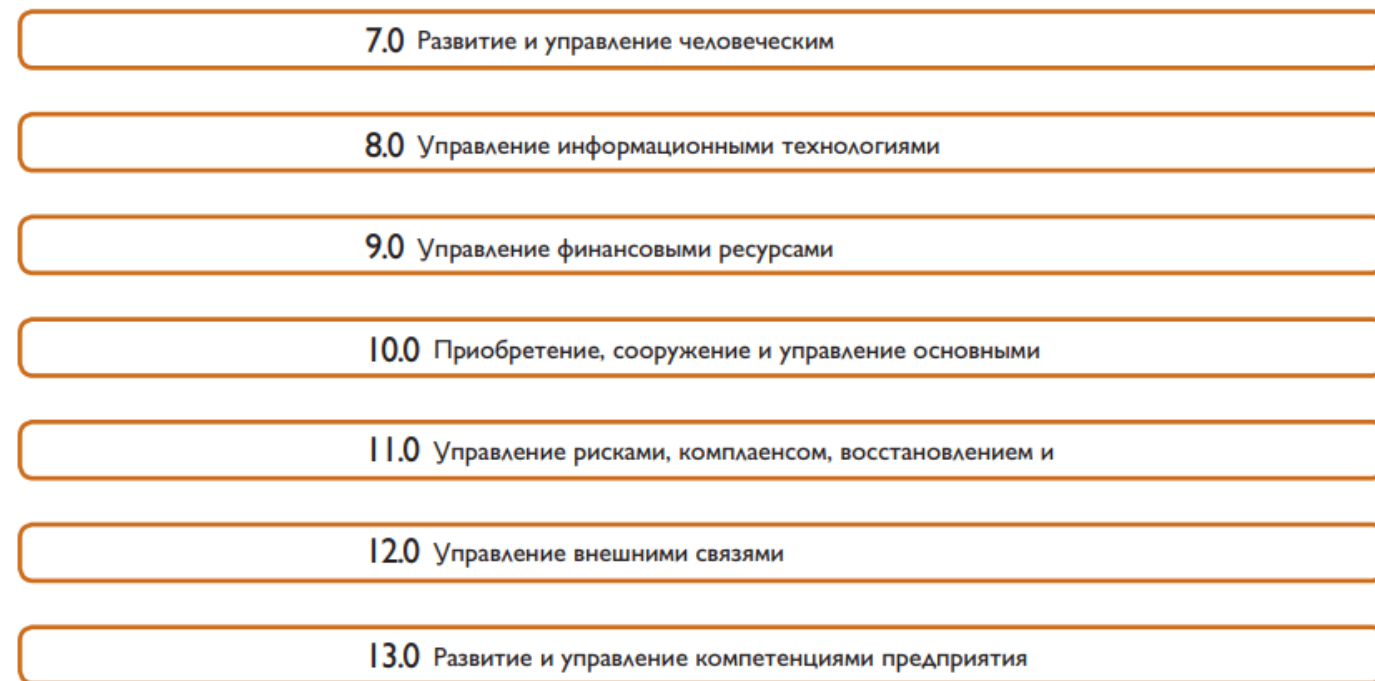 7.0 Развитие и управление человеческим
8.0 Управление информационными технологиями
9.0 Управление финансовыми ресурсами
10.0 Приобретение, сооружение и управление основными
11.0 Управление рисками, комплаенсом, восстановлением и
12.0 Управление внешними связями
13.0 Развитие и управление компетенциями предприятия